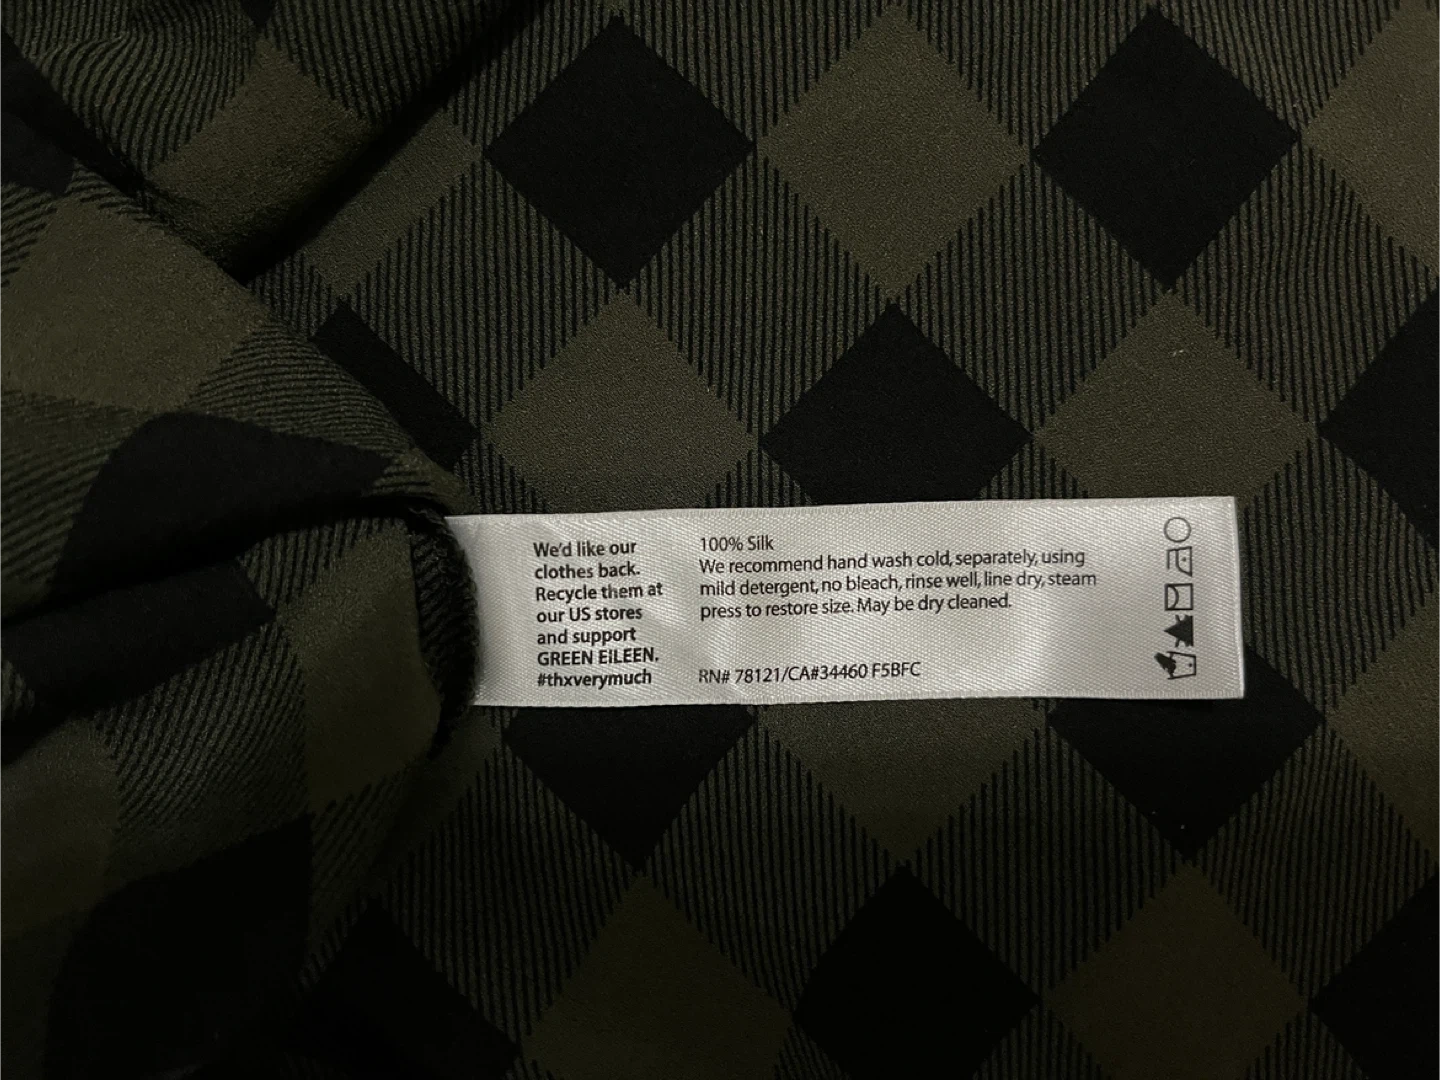 We'd like our
clothes back.
Recycle them at
our US stores
and support
GREEN EiLEEN.
#thxverymuch
100% Silk
We recommend hand wash cold, separately, using
mild detergent, no bleach, rinse well, line dry, steam
press to restore size. May be dry cleaned.
RN# 78121/CA#34460 F5BFC